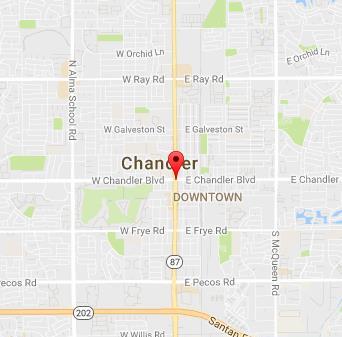 W Orchid Ln
E Orchid Ln
W Ray Rd
E Ray Rd
N Alma School Rd
W Galveston St
E Galveston St
Chandler
W Chandler Blvd
E Chandler Blvd
E Chandler
DOWNTOWN
W Frye Rd
E Frye Rd
S McQueen Rd
87
Pecos Rd
E Pecos Rd
202
Santan F
W Willis Rd